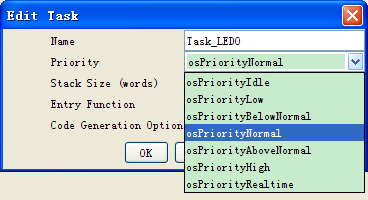 Edit Task
Name
Task_LED0
Priority
osPriorityNormal
Stack Size (words)
osPriorityIdle
osPriorityLow
Entry Function
osPriorityBelowNormal
Code Generation Option
osPriorityNormal
osPriorityAboveNormal
osPriorityHigh
osPriorityRealtime
OK